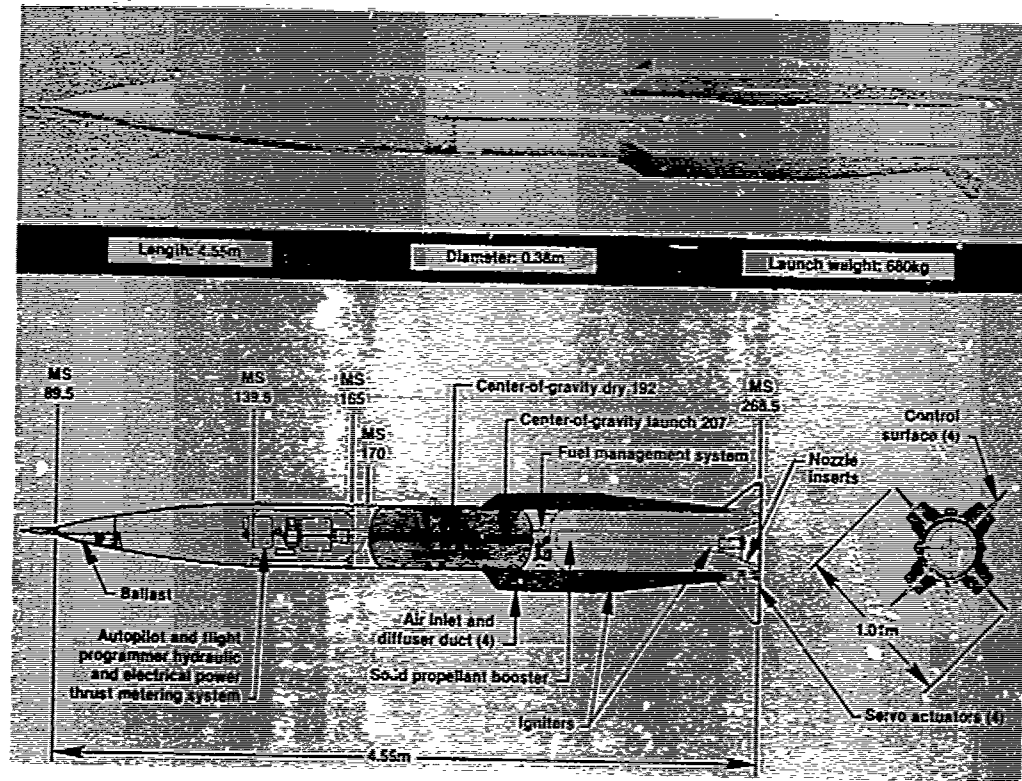 Length: 4.55m
Diameter: 0.38m
Launch weight: 680kg
MS
89.5
MS
139.5
MS
165
MS
170
Center-of-gravity dry 192
Center-of-gravity launch 207
Fuel management system
MS
268.5
Nozzle
inserts
Control
surface (4)
Ballast
Autopilot and flight
programmer hydraulic
and electrical power
thrust metering system
Air inlet and
diffuser duct (4)
Solid propellant booster
Igniters
1.01m
Servo actuators (4)
4.55m